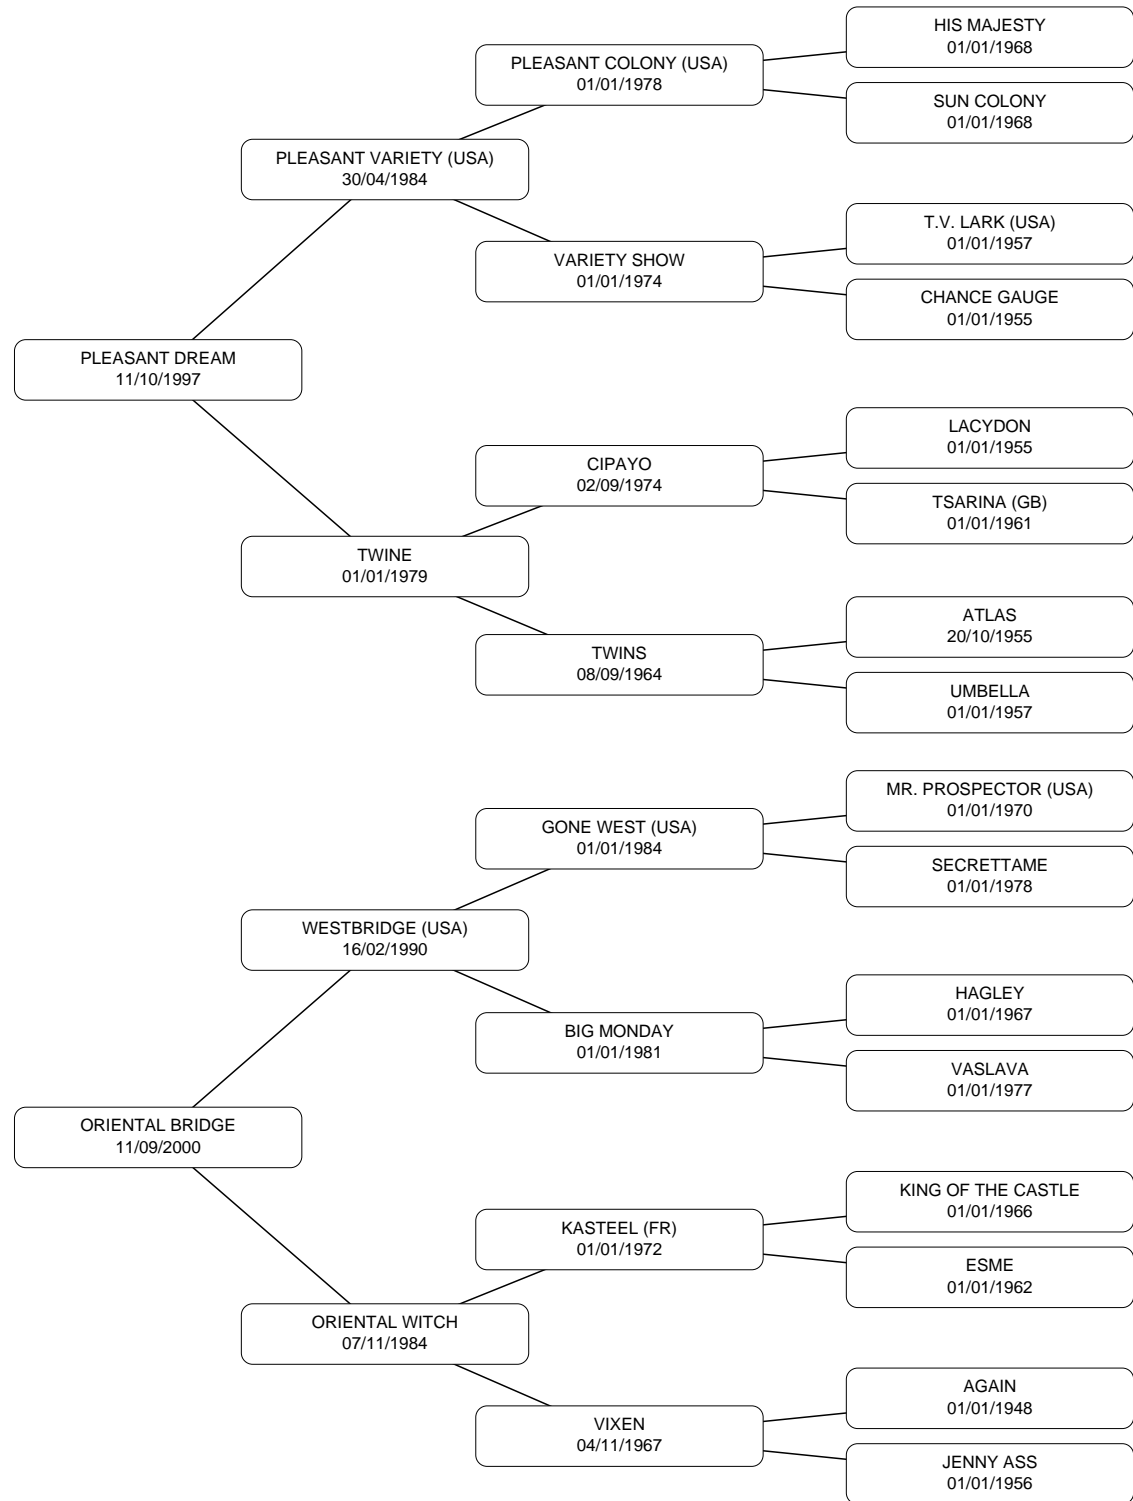 HIS MAJESTY
01/01/1968
PLEASANT COLONY (USA)
01/01/1978
SUN COLONY
01/01/1968
PLEASANT VARIETY (USA)
30/04/1984
T.V. LARK (USA)
01/01/1957
VARIETY SHOW
01/01/1974
CHANCE GAUGE
01/01/1955
PLEASANT DREAM
11/10/1997
LACYDON
01/01/1955
CIPAYO
02/09/1974
TSARINA (GB)
01/01/1961
TWINE
01/01/1979
ATLAS
20/10/1955
TWINS
08/09/1964
UMBELLA
01/01/1957
MR. PROSPECTOR (USA)
01/01/1970
GONE WEST (USA)
01/01/1984
SECRETTAME
01/01/1978
WESTBRIDGE (USA)
16/02/1990
HAGLEY
01/01/1967
BIG MONDAY
01/01/1981
VASLAVA
01/01/1977
ORIENTAL BRIDGE
11/09/2000
KING OF THE CASTLE
01/01/1966
KASTEEL (FR)
01/01/1972
ESME
01/01/1962
ORIENTAL WITCH
07/11/1984
AGAIN
01/01/1948
VIXEN
04/11/1967
JENNY ASS
01/01/1956